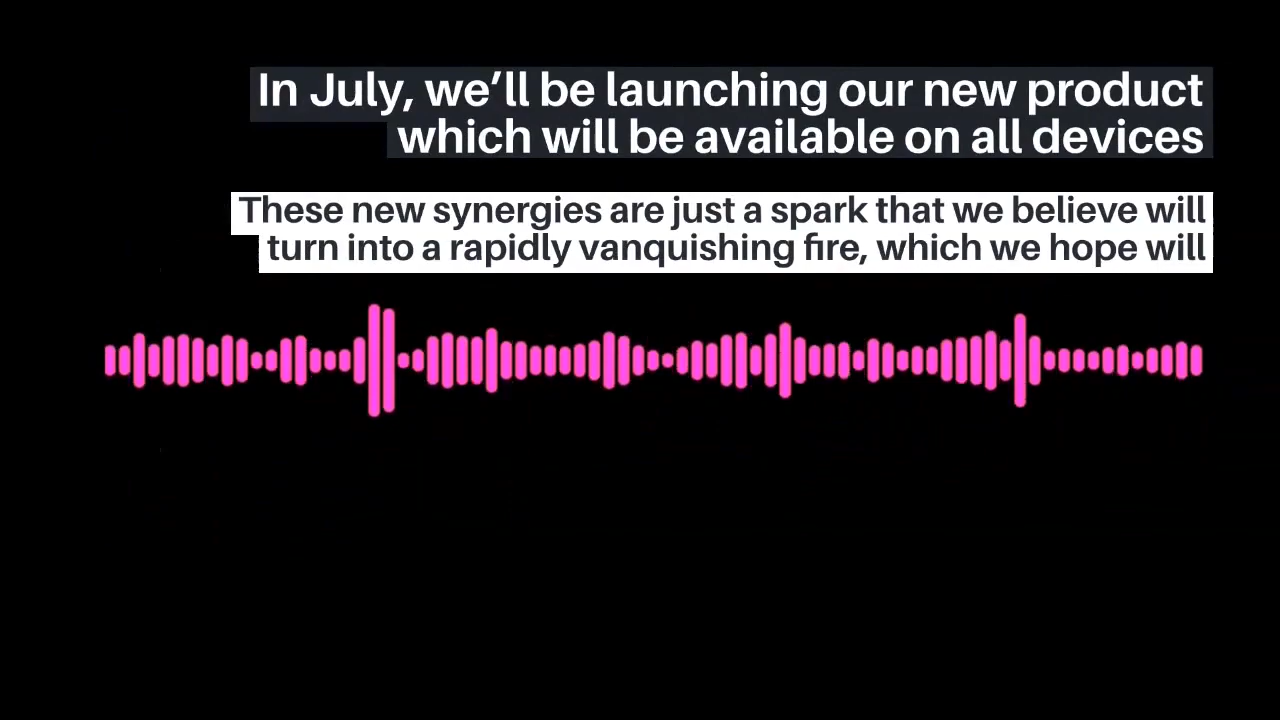 In July, we’ll be launching our new product
which will be available on all devices
These new synergies are just a spark that we believe will
turn into a rapidly vanquishing fire, which we hope will